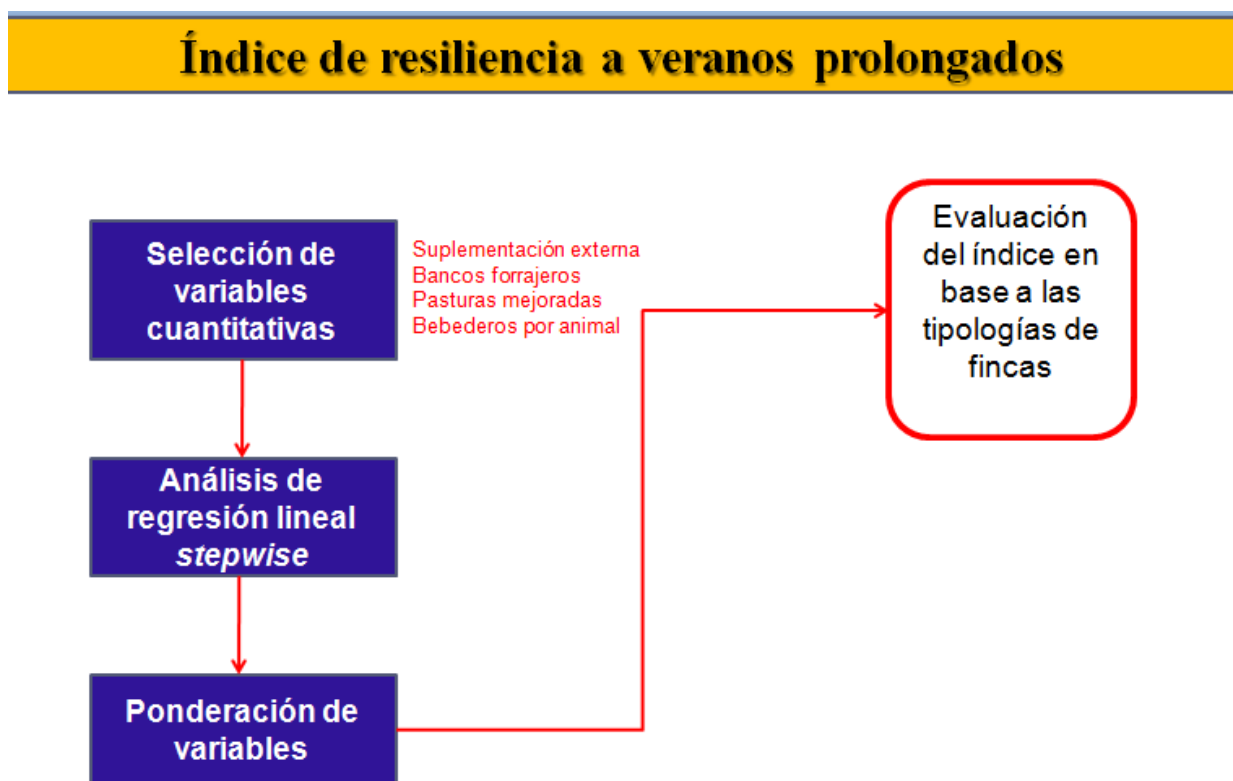 Índice de resiliencia a veranos prolongados
Selección de
variables
cuantitativas
Suplementación externa
Bancos forrajeros
Pasturas mejoradas
Bebederos por animal
Análisis de
regresión lineal
stepwise
Ponderación de
variables
Evaluación
del índice en
base a las
tipologías de
fincas